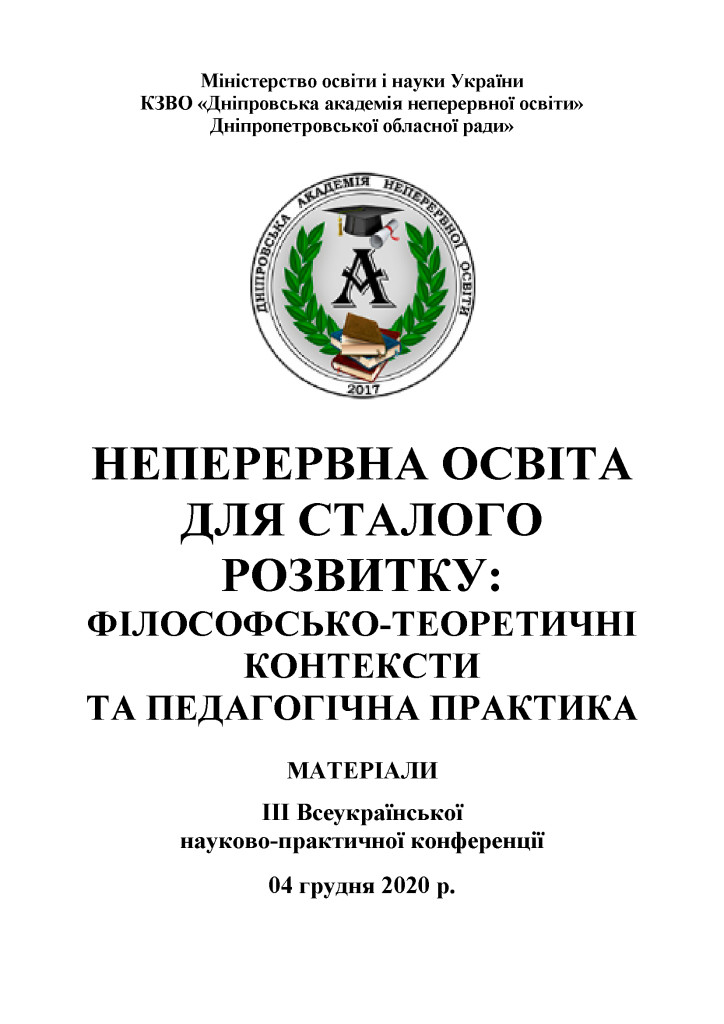 Міністерство освіти і науки України
КЗВО «Дніпровська академія неперервної освіти»
Дніпропетровської обласної ради»
ДНІПРОВСЬКА АКАДЕМІЯ НЕПЕРЕРВНОЇ ОСВІТИ
А
2017
НЕПЕРЕРВНА ОСВІТА
ДЛЯ СТАЛОГО
РОЗВИТКУ:
ФІЛОСОФСЬКО-ТЕОРЕТИЧНІ
КОНТЕКСТИ
ТА ПЕДАГОГІЧНА ПРАКТИКА
МАТЕРІАЛИ
ІІІ Всеукраїнської
науково-практичної конференції
04 грудня 2020 р.